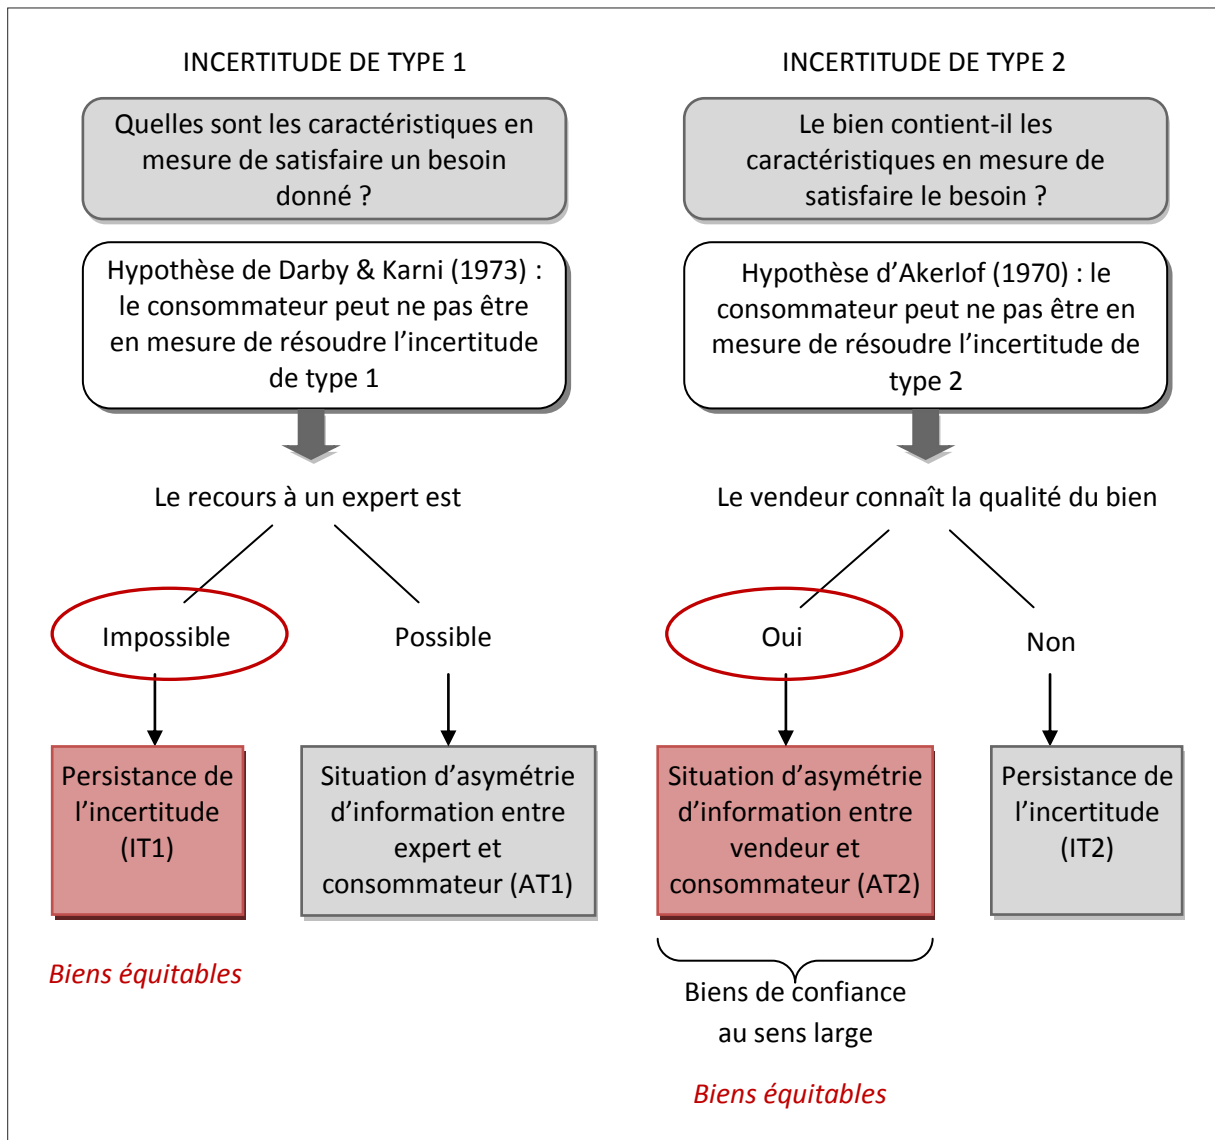 INCERTITUDE DE TYPE 1
Quelles sont les caractéristiques en
mesure de satisfaire un besoin
donné ?
Hypothèse de Darby & Karni (1973) :
le consommateur peut ne pas être
en mesure de résoudre l’incertitude
de type 1
Le recours à un expert est
Impossible
Possible
Persistance de
l’incertitude
(IT1)
Situation d’asymétrie
d’information entre
expert et
consommateur (AT1)
Biens équitables
INCERTITUDE DE TYPE 2
Le bien contient-il les
caractéristiques en mesure de
satisfaire le besoin ?
Hypothèse d’Akerlof (1970) : le
consommateur peut ne pas être en
mesure de résoudre l’incertitude de
type 2
Le vendeur connaît la qualité du bien
Oui
Non
Situation d’asymétrie
d’information entre
vendeur et
consommateur (AT2)
Persistance de
l’incertitude
(IT2)
Biens de confiance
au sens large
Biens équitables